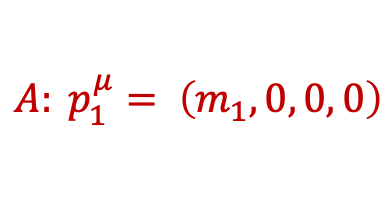 A: p₁^μ = (m₁, 0, 0, 0)